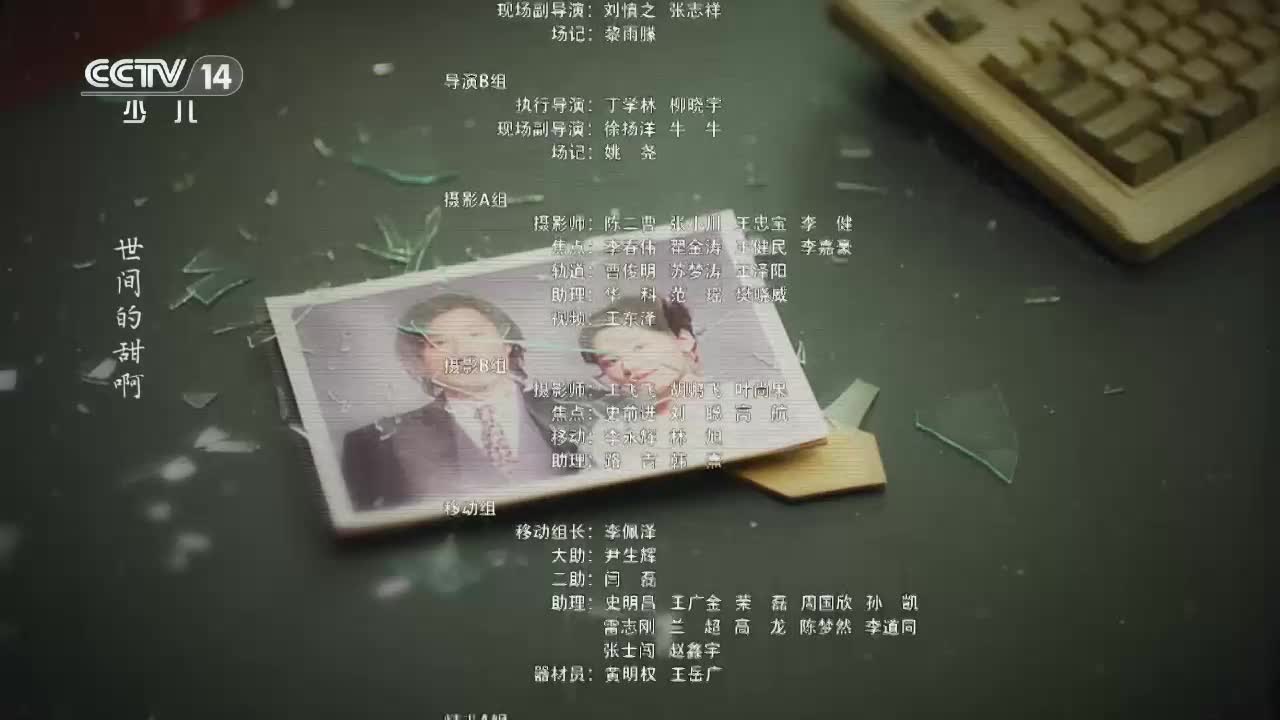 现场副导演：刘慎之 张志祥
场记：黎雨朦
CCTV 14
少儿
导演B组
执行导演：丁学林 柳晓宇
现场副导演：徐扬洋 牛 牛
场记：姚 尧
摄影A组
摄影师：陈二曹 张小川 王忠宝 李 健
焦点：李春伟 翟金涛 王健民 李嘉豪
轨道：曹俊明 苏梦涛 王泽阳
助理：华 科 范 琨 樊晓威
视频：王东泽
世间的甜啊
摄影B组
摄影师：王飞飞 胡鹏飞 叶尚果
焦点：史前进 刘 聪 高 航
移动：李永辉 林 旭
助理：路 吉 韩 熹
移动组
移动组长：李佩泽
大助：尹生辉
二助：闫 磊
助理：史明昌 王广金 荣 磊 周国欣 孙 凯
雷志刚 兰 超 高 龙 陈梦然 李道同
张士闯 赵鑫宇
器材员：黄明权 王岳广